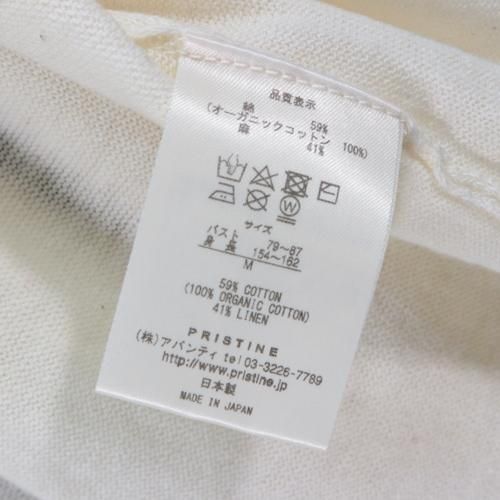 品質表示
綿 59%
(オーガニックコットン 100%)
麻 41%
サイズ
バスト 79~87
身長 154~162
M
59% COTTON
(100% ORGANIC COTTON)
41% LINEN
PRISTINE
(株)アバンティ tel 03-3226-7789
http://www.pristine.jp
日本製
MADE IN JAPAN